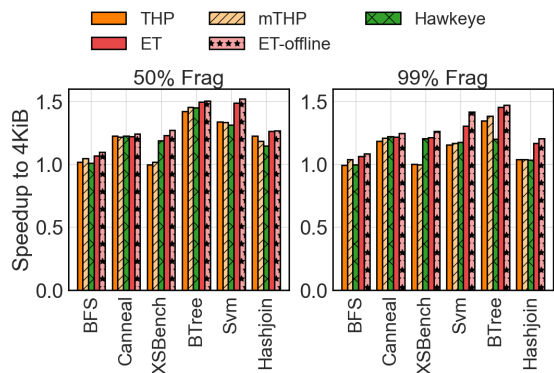 THP mTHP Hawkeye
ET ET-offline
50% Frag 99% Frag
Speedup to 4KiB
1.5 1.5
1.0 1.0
0.5 0.5
0.0 0.0
BFS Canneal XSBench BTree Svm Hashjoin BFS Canneal XSBench Svm BTree Hashjoin